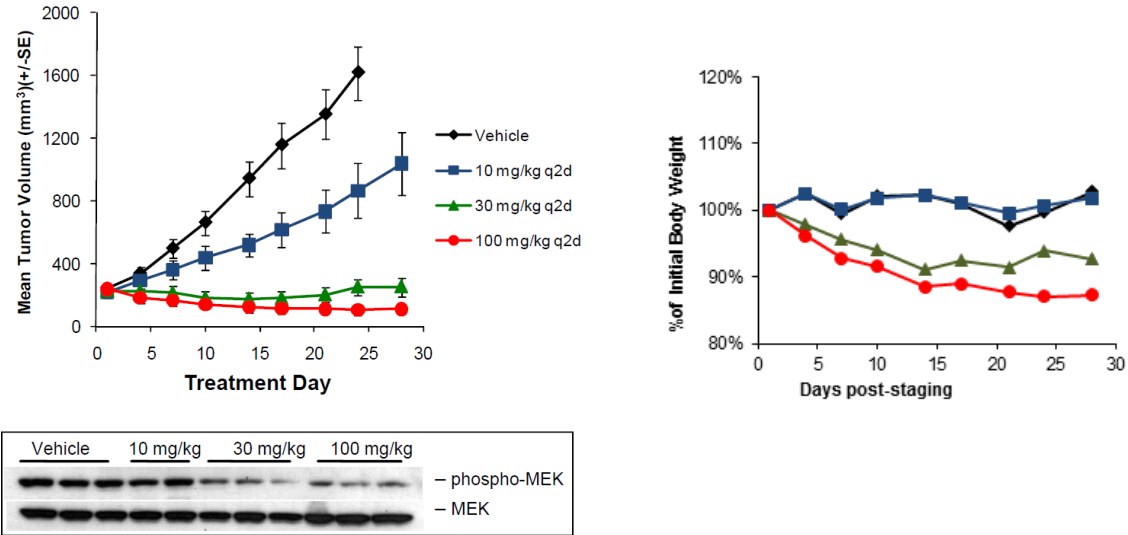 2000
1600
1200
800
400
0
Mean Tumor Volume (mm³)(+/-SE)
0 5 10 15 20 25 30
Treatment Day
Vehicle
10 mg/kg q2d
30 mg/kg q2d
100 mg/kg q2d
120%
110%
100%
90%
80%
%of Initial Body Weight
0 5 10 15 20 25 30
Days post-staging
Vehicle 10 mg/kg 30 mg/kg 100 mg/kg
– phospho-MEK
– MEK